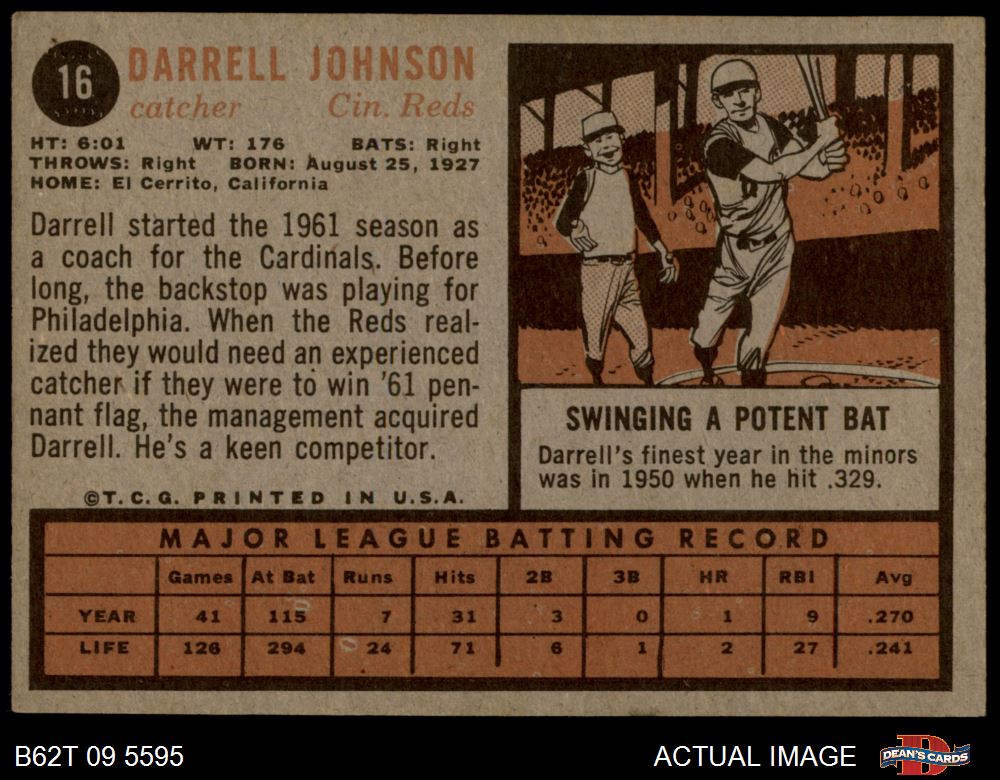 16
DARRELL JOHNSON
catcher Cin. Reds
HT: 6:01 WT: 176 BATS: Right
THROWS: Right BORN: August 25, 1927
HOME: El Cerrito, California
Darrell started the 1961 season as
a coach for the Cardinals. Before
long, the backstop was playing for
Philadelphia. When the Reds real-
ized they would need an experienced
catcher if they were to win '61 pen-
nant flag, the management acquired
Darrell. He's a keen competitor.
©T.C.G. PRINTED IN U.S.A.
SWINGING A POTENT BAT
Darrell's finest year in the minors
was in 1950 when he hit .329.
MAJOR LEAGUE BATTING RECORD
Games At Bat Runs Hits 2B 3B HR RBI Avg
YEAR 41 115 7 31 3 0 1 9 .270
LIFE 126 294 24 71 6 1 2 27 .241
B62T 09 5595 ACTUAL IMAGE DEAN'S CARDS